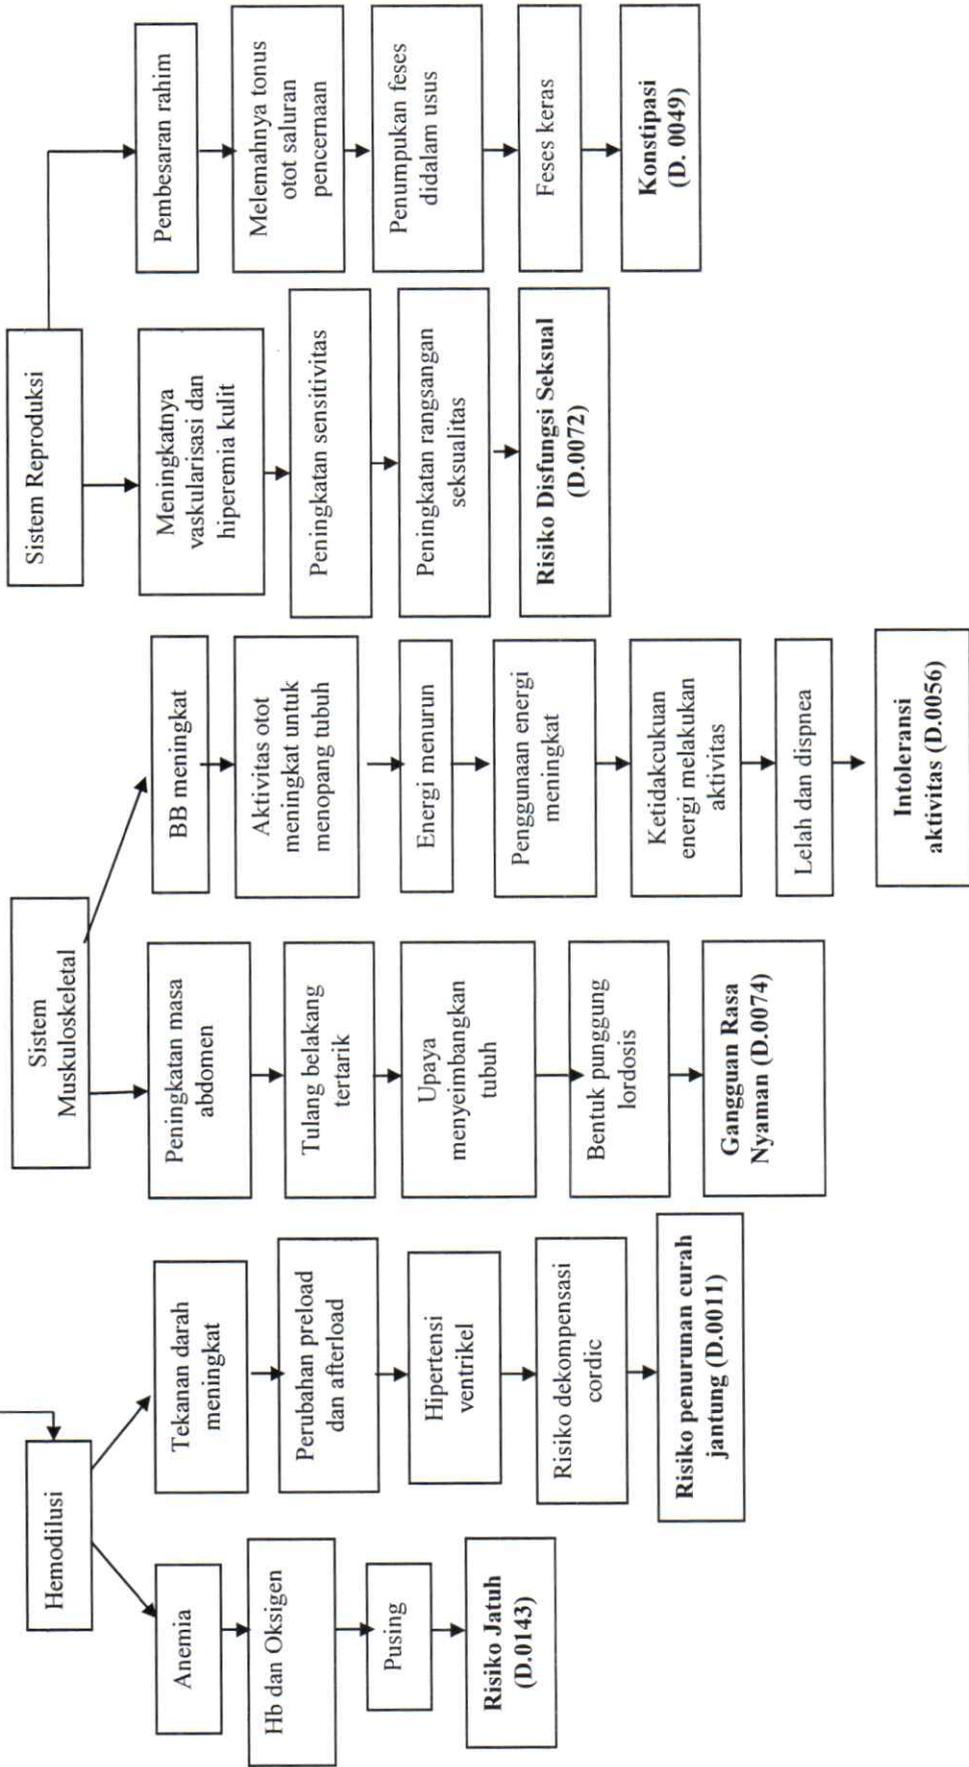 Hemodilusi
Anemia
Hb dan Oksigen
Pusing
Risiko Jatuh
(D.0143)
Tekanan darah
meningkat
Perubahan preload
dan afterload
Hipertensi
ventrikel
Risiko dekompensasi
cordic
Risiko penurunan curah
jantung (D.0011)
Sistem
Muskuloskeletal
Peningkatan masa
abdomen
Tulang belakang
tertarik
Upaya
menyeimbangkan
tubuh
Bentuk punggung
lordosis
Gangguan Rasa
Nyaman (D.0074)
BB meningkat
Aktivitas otot
meningkat untuk
menopang tubuh
Energi menurun
Penggunaan energi
meningkat
Ketidakcukuan
energi melakukan
aktivitas
Lelah dan dispnea
Intoleransi
aktivitas (D.0056)
Sistem Reproduksi
Meningkatnya
vaskularisasi dan
hiperemia kulit
Peningkatan sensitivitas
Peningkatan rangsangan
seksualitas
Risiko Disfungsi Seksual
(D.0072)
Pembesaran rahim
Melemahnya tonus
otot saluran
pencernaan
Penumpukan feses
didalam usus
Feses keras
Konstipasi
(D. 0049)